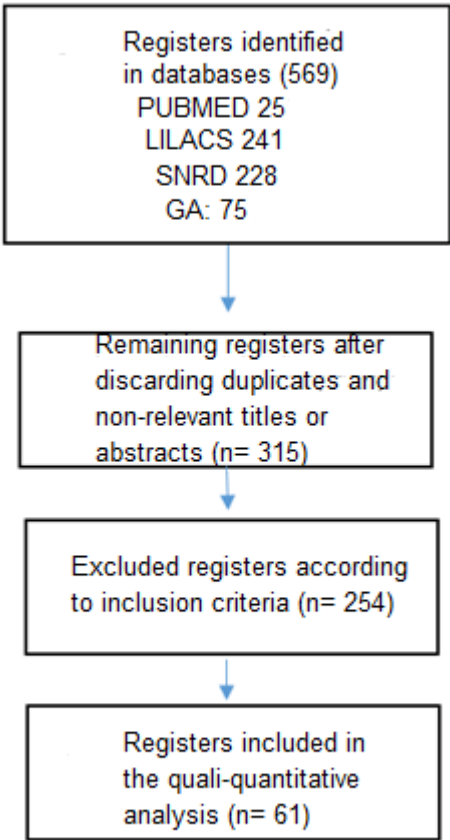 Registers identified
in databases (569)
PUBMED 25
LILACS 241
SNRD 228
GA: 75
Remaining registers after
discarding duplicates and
non-relevant titles or
abstracts (n= 315)
Excluded registers according
to inclusion criteria (n= 254)
Registers included in
the quali-quantitative
analysis (n= 61)